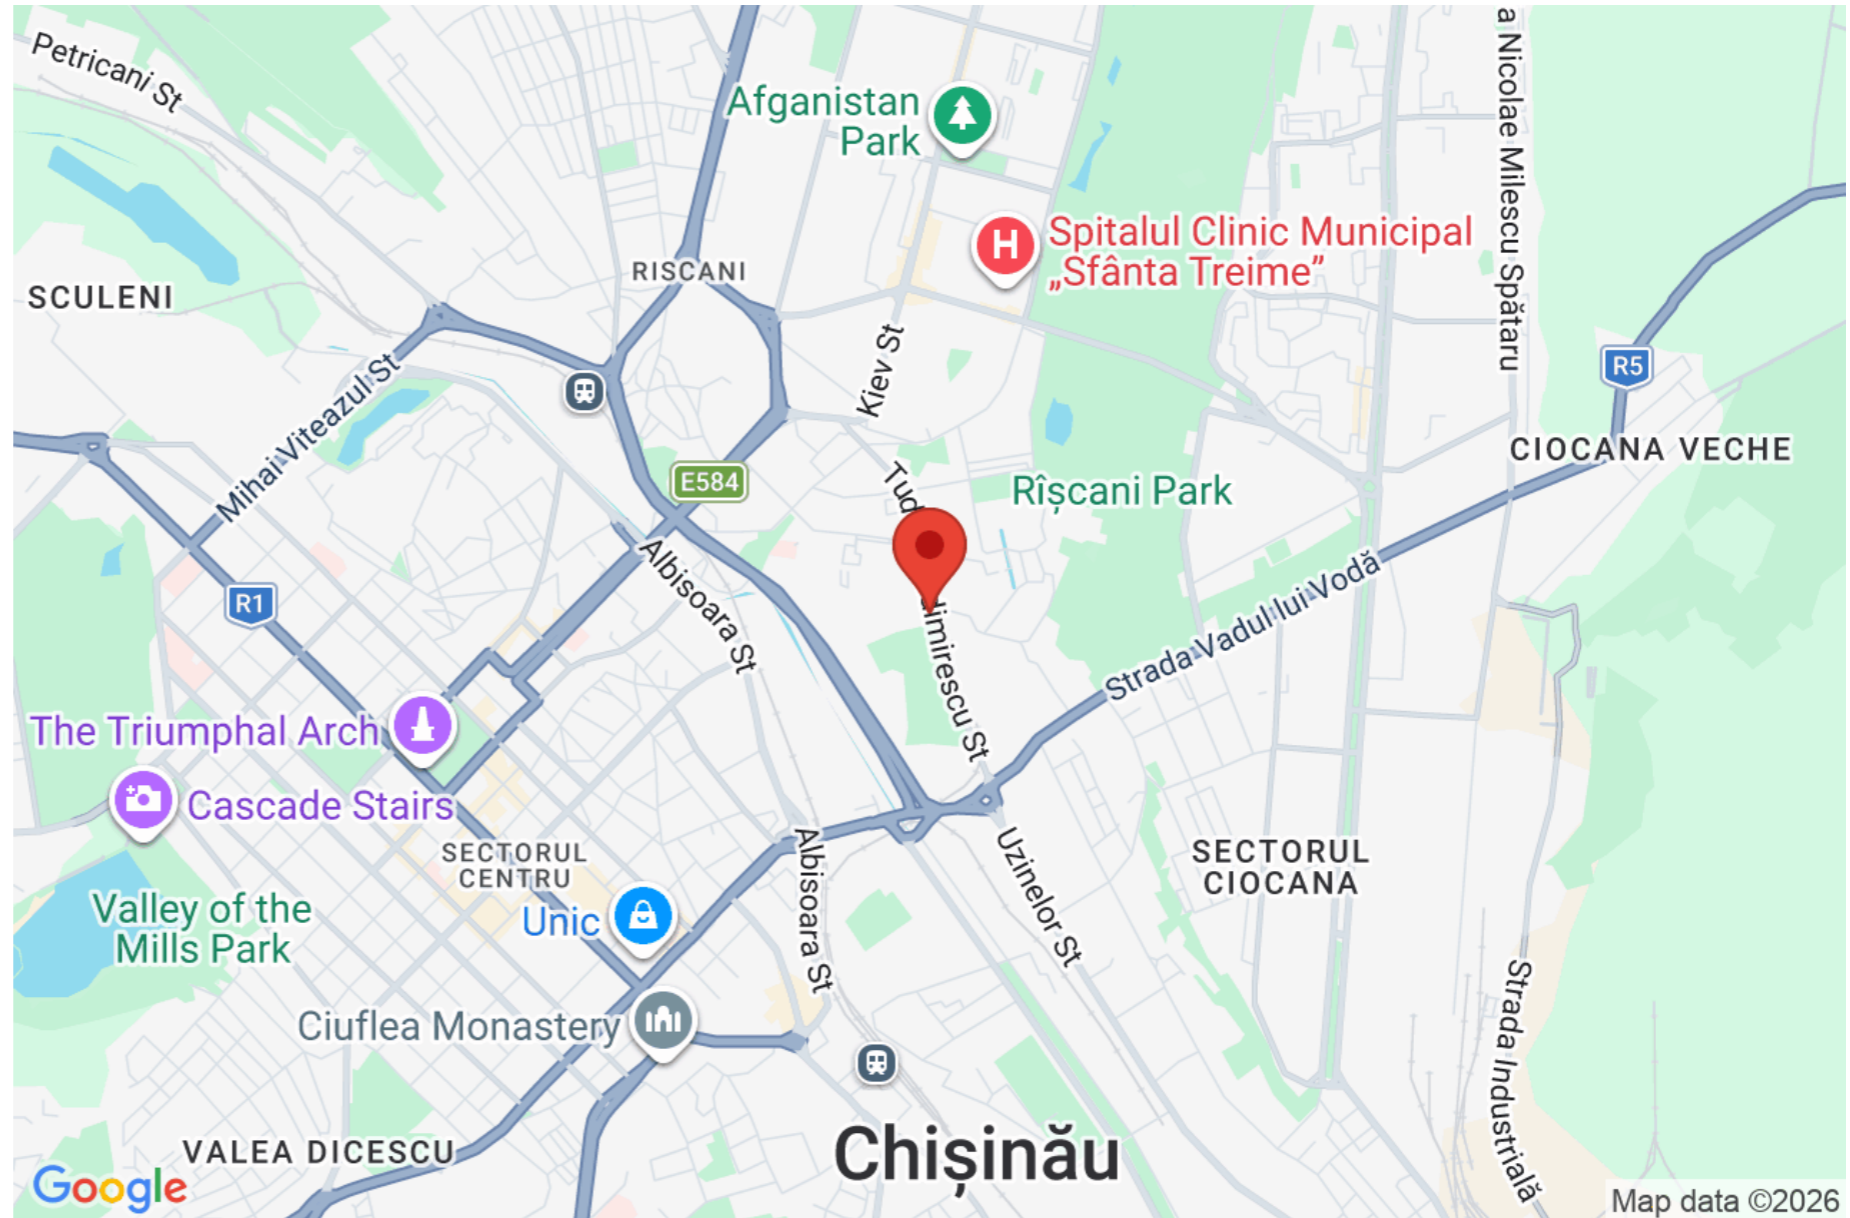 Petricani St
Afganistan
Park
a Nicolae Milescu Spătaru
Spitalul Clinic Municipal
„Sfânta Treime”
H
RISCANI
SCULENI
Kiev St
R5
Mihai Viteazul St
CIOCANA VECHE
E584
Tud
Rîșcani Park
Albisoara St
R1
dimirescu St
Strada Vadul lui Vodă
The Triumphal Arch
Cascade Stairs
SECTORUL
CENTRU
Albisoara St
Uzinelor St
SECTORUL
CIOCANA
Valley of the
Mills Park
Unic
Ciuflea Monastery
Strada Industrială
VALEA DICESCU
Chișinău
Google
Map data ©2026